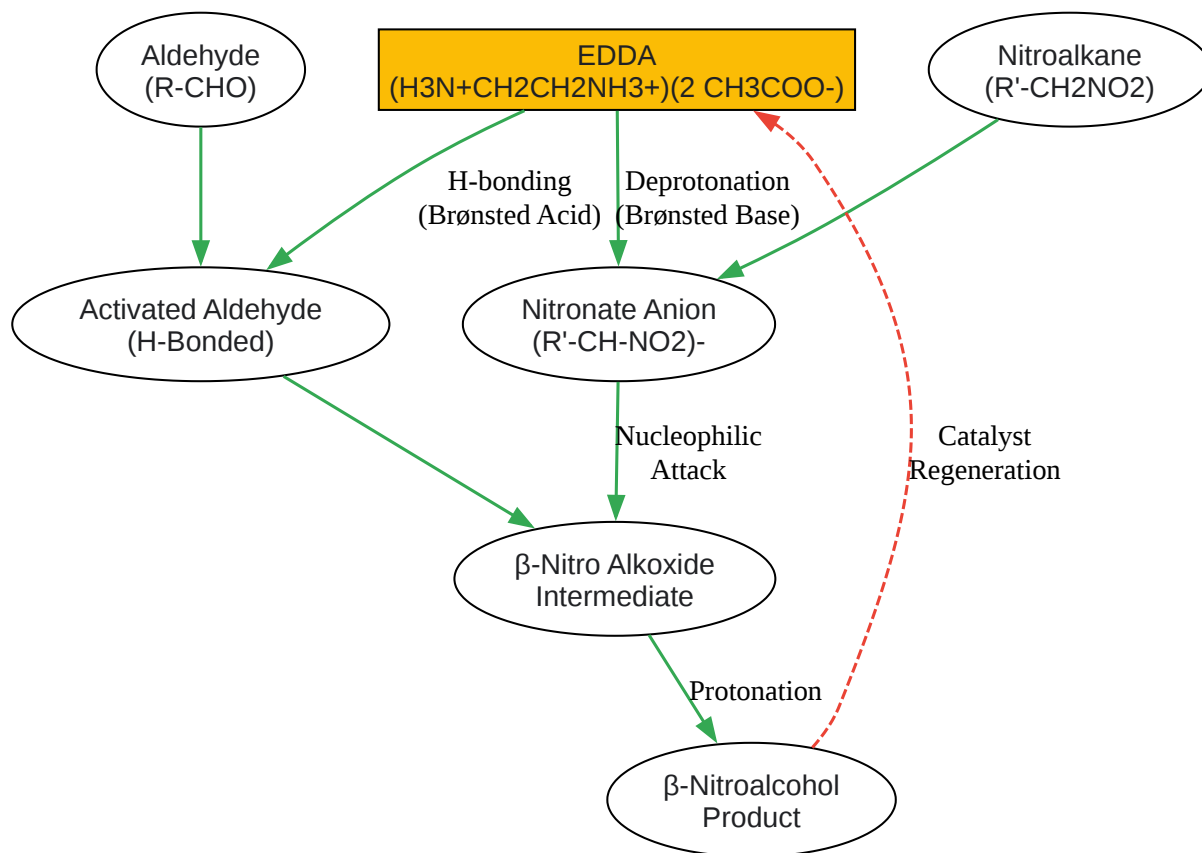 Aldehyde
(R-CHO)
EDDA
(H3N+CH2CH2NH3+)(2 CH3COO-)
Nitroalkane
(R'-CH2NO2)
H-bonding
(Brønsted Acid)
Deprotonation
(Brønsted Base)
Activated Aldehyde
(H-Bonded)
Nitronate Anion
(R'-CH-NO2)-
Nucleophilic
Attack
Catalyst
Regeneration
β-Nitro Alkoxide
Intermediate
Protonation
β-Nitroalcohol
Product